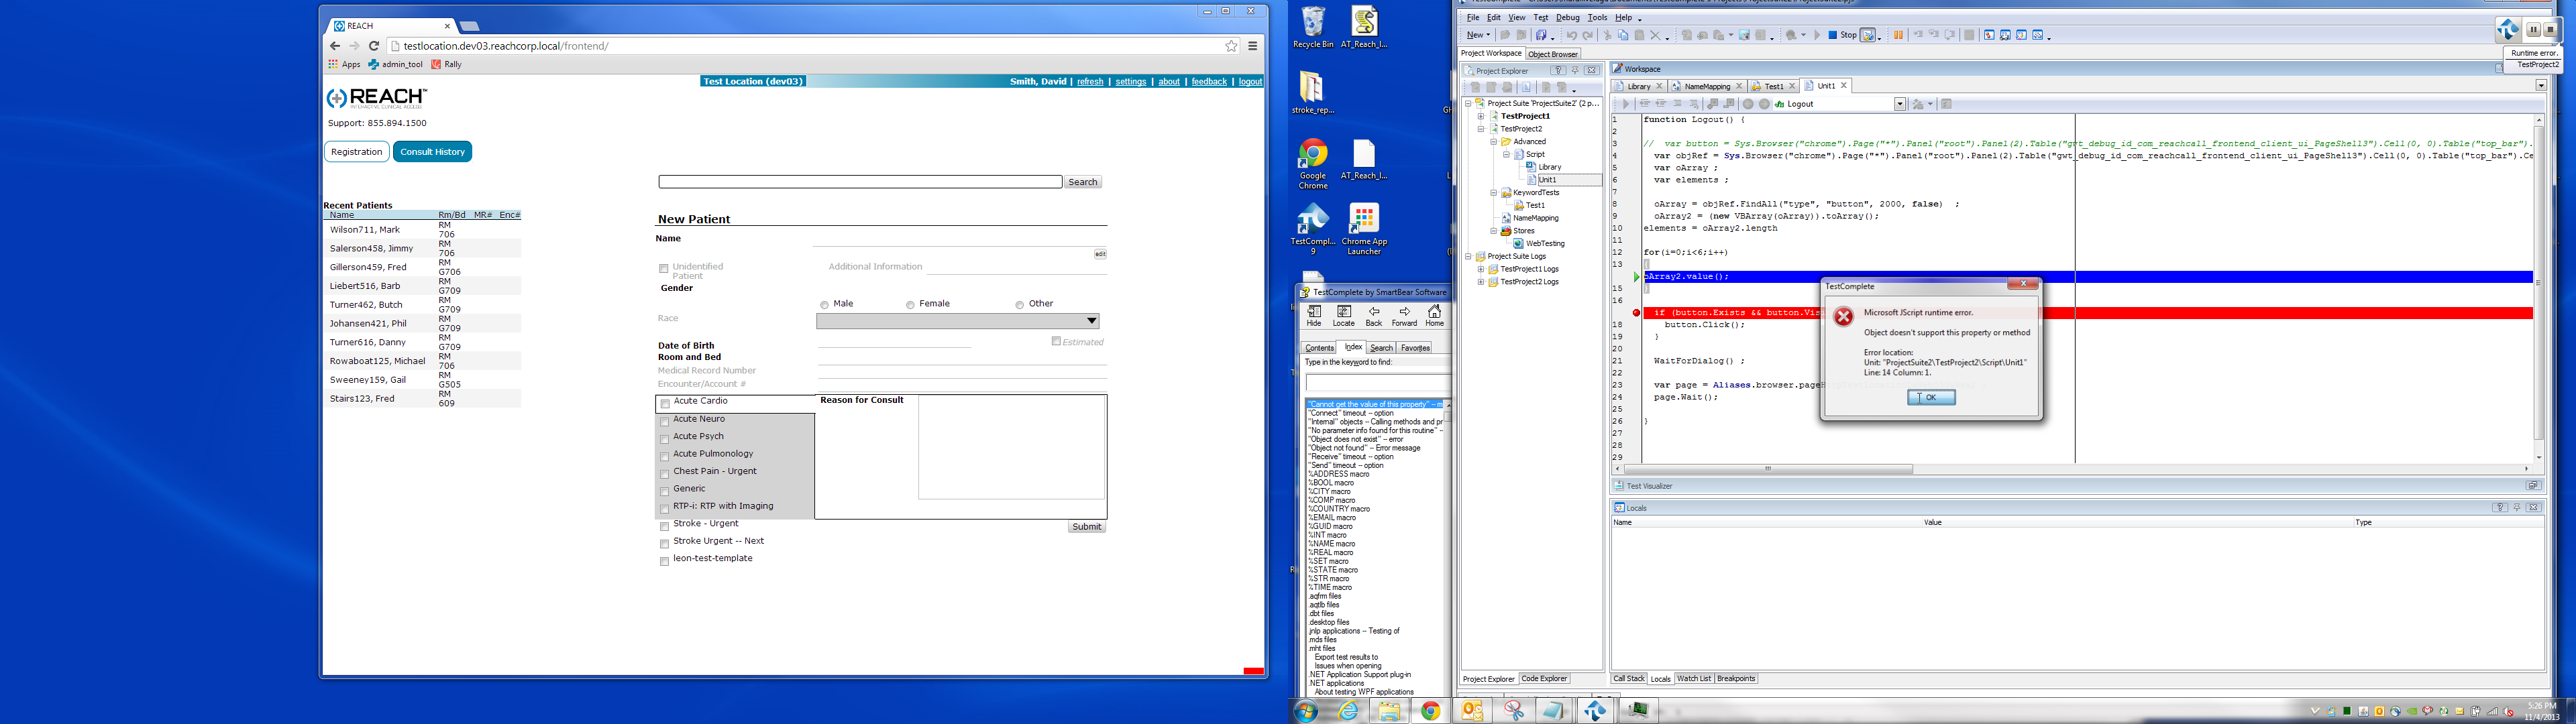 REACH
testlocation.dev03.reachcorp.local/frontend/
Apps admin_tool Rally
Test Location (dev03)
Smith, David | refresh | settings | about | feedback | logout
REACH™
INTERACTIVE CLINICAL ACCESS
Support: 855.894.1500
Registration
Consult History
Search
Recent Patients
Name Rm/Bd MR# Enc#
Wilson711, Mark RM 706
Salerson458, Jimmy RM 706
Gillerson459, Fred RM G706
Liebert516, Barb RM G709
Turner462, Butch RM G709
Johansen421, Phil RM G709
Turner616, Danny RM G709
Rowaboat125, Michael RM 706
Sweeney159, Gail RM G505
Stairs123, Fred RM 609
New Patient
Name
edit
Unidentified Patient
Additional Information
Gender
Male Female Other
Race
Date of Birth
Estimated
Room and Bed
Medical Record Number
Encounter/Account #
Acute Cardio
Reason for Consult
Acute Neuro
Acute Psych
Acute Pulmonology
Chest Pain - Urgent
Generic
RTP-i: RTP with Imaging
Stroke - Urgent
Submit
Stroke Urgent -- Next
leon-test-template
Recycle Bin
AT_Reach_I...
stroke_rep...
Google Chrome
AT_Reach_I...
TestCompl... 9
Chrome App Launcher
TestComplete by SmartBear Software
Hide Locate Back Forward Home
Contents Index Search Favorites
Type in the keyword to find:
"Cannot get the value of this property" -- m
"Connect" timeout -- option
"Internal" objects -- Calling methods and pr
"No parameter info found for this routine" --
"Object does not exist" -- error
"Object not found" -- Error message
"Receive" timeout -- option
"Send" timeout -- option
%ADDRESS macro
%BOOL macro
%CITY macro
%COMP macro
%COUNTRY macro
%EMAIL macro
%GUID macro
%INT macro
%NAME macro
%REAL macro
%SET macro
%STATE macro
%STR macro
%TIME macro
.aqfm files
.aqtlb files
.dbt files
.desktop files
.jnlp applications -- Testing of
.mds files
.mht files
Export test results to
Issues when opening
.NET Application Support plug-in
.NET applications
About testing WPF applications
File Edit View Test Debug Tools Help
New
Stop
Runtime error.
TestProject2
Project Workspace Object Browser
Project Explorer
Project Suite 'ProjectSuite2' (2 p...
TestProject1
TestProject2
Advanced
Script
Library
Unit1
KeywordTests
Test1
NameMapping
Stores
WebTesting
Project Suite Logs
TestProject1 Logs
TestProject2 Logs
Project Explorer Code Explorer
Workspace
Library NameMapping Test1 Unit1
Logout
1 function Logout() {
2
3 // var button = Sys.Browser("chrome").Page("*").Panel("root").Panel(2).Table("gwt_debug_id_com_reachcall_frontend_client_ui_PageShell3").Cell(0, 0).Table("top_bar").
4 var objRef = Sys.Browser("chrome").Page("*").Panel("root").Panel(2).Table("gwt_debug_id_com_reachcall_frontend_client_ui_PageShell3").Cell(0, 0).Table("top_bar").Ce
5 var oArray ;
6 var elements ;
7
8 oArray = objRef.FindAll("type", "button", 2000, false) ;
9 oArray2 = (new VBArray(oArray)).toArray();
10 elements = oArray2.length
11
12 for(i=0;i<6;i++)
13 {
oArray2.value();
15 }
16
if (button.Exists && button.Visi
18 button.Click();
19 }
20
21 WaitForDialog() ;
22
23 var page = Aliases.browser.page
24 page.Wait();
25
26 }
27
28
29
TestComplete
Microsoft JScript runtime error.
Object doesn't support this property or method
Error location:
Unit: "ProjectSuite2\TestProject2\Script\Unit1"
Line: 14 Column: 1.
OK
Test Visualizer
Locals
Name Value Type
Call Stack Locals Watch List Breakpoints
5:26 PM
11/4/2013